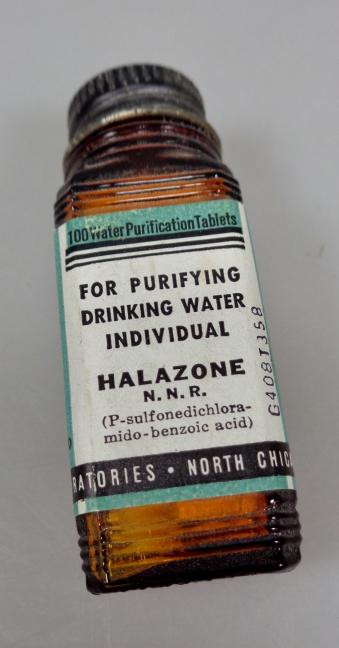 100 Water Purification Tablets
FOR PURIFYING
DRINKING WATER
INDIVIDUAL
HALAZONE
N. N. R.
(P-sulfonedichlora-
mido-benzoic acid)
RATORIES • NORTH CHIC
G408T358